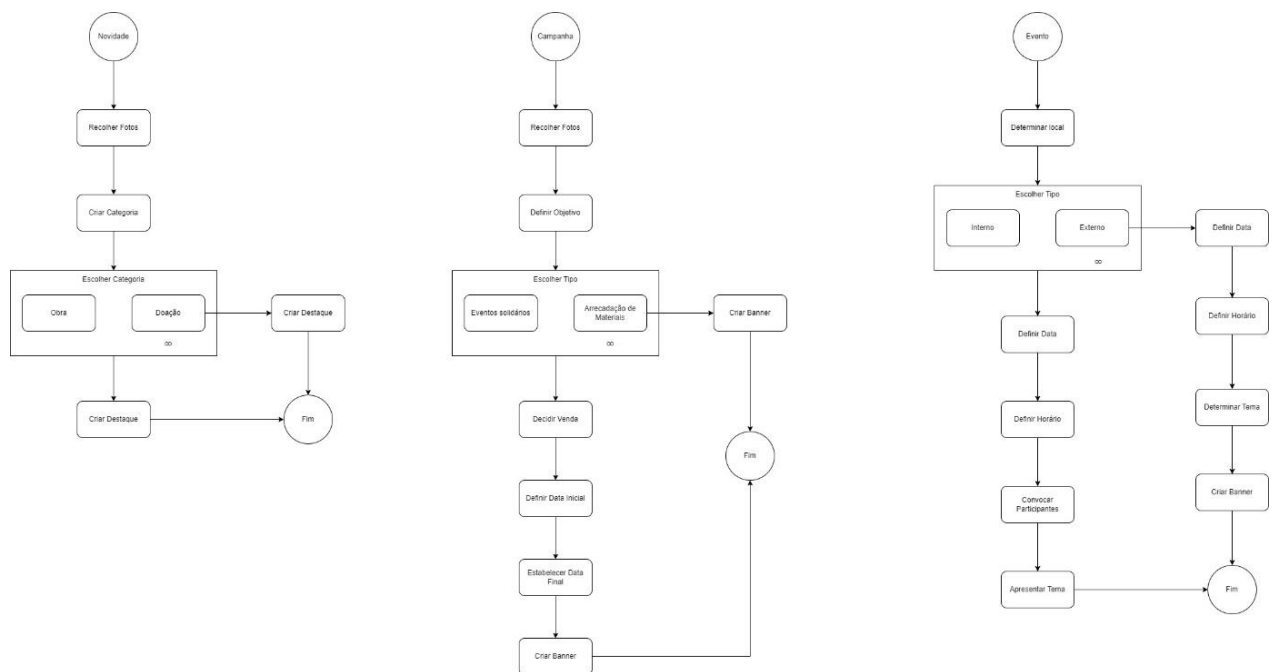 Novidade
Recolher Fotos
Criar Categoria
Escolher Categoria
Obra
Doação
∞
Criar Destaque
Criar Destaque
Fim
Campanha
Recolher Fotos
Definir Objetivo
Escolher Tipo
Eventos solidários
Arrecadação de
Materiais
∞
Criar Banner
Decidir Venda
Fim
Definir Data Inicial
Estabelecer Data
Final
Criar Banner
Evento
Determinar local
Escolher Tipo
Interno
Externo
∞
Definir Data
Definir Horário
Determinar Tema
Criar Banner
Definir Data
Definir Horário
Convocar
Participantes
Apresentar Tema
Fim